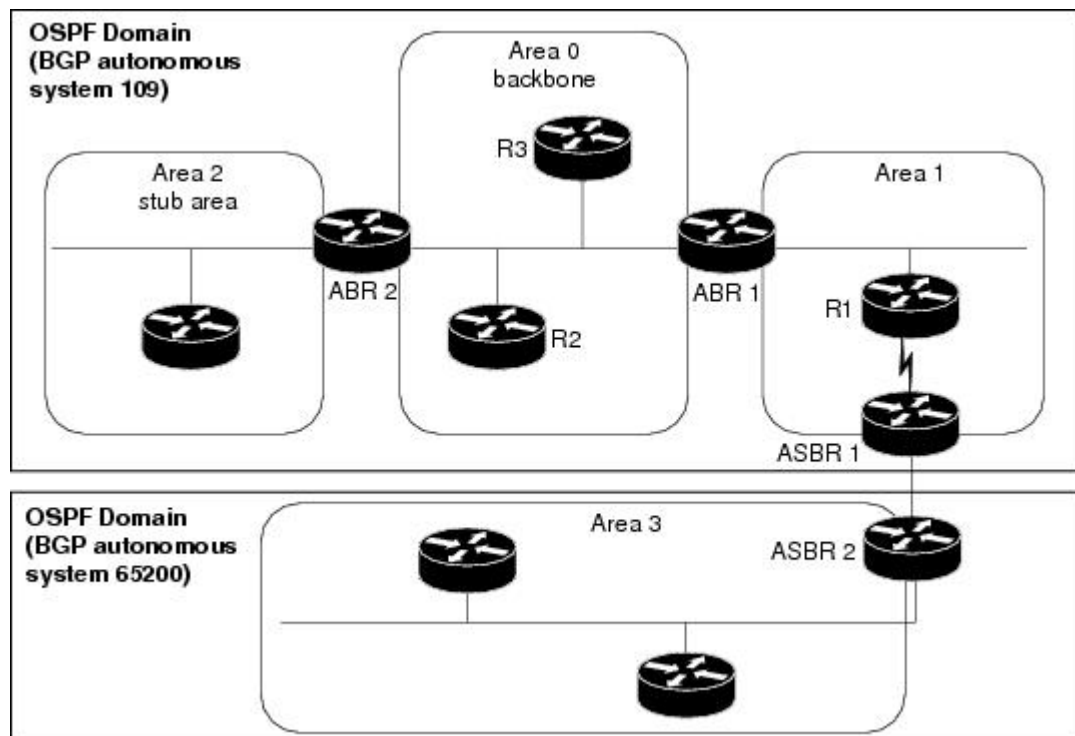 OSPF Domain
(BGP autonomous
system 109)
Area 0
backbone
R3
Area 2
stub area
Area 1
ABR 2
ABR 1
R2
R1
ASBR 1
OSPF Domain
(BGP autonomous
system 65200)
Area 3
ASBR 2